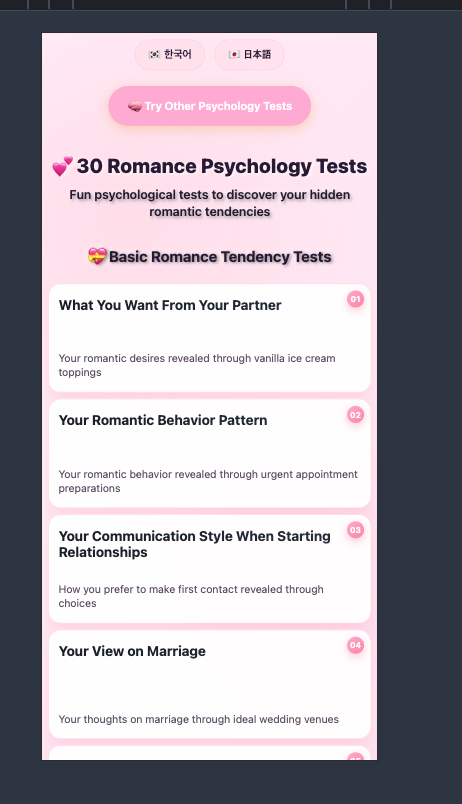 한국어
日本語
Try Other Psychology Tests
30 Romance Psychology Tests
Fun psychological tests to discover your hidden
romantic tendencies
Basic Romance Tendency Tests
01
What You Want From Your Partner
Your romantic desires revealed through vanilla ice cream
toppings
02
Your Romantic Behavior Pattern
Your romantic behavior revealed through urgent appointment
preparations
03
Your Communication Style When Starting
Relationships
How you prefer to make first contact revealed through
choices
04
Your View on Marriage
Your thoughts on marriage through ideal wedding venues